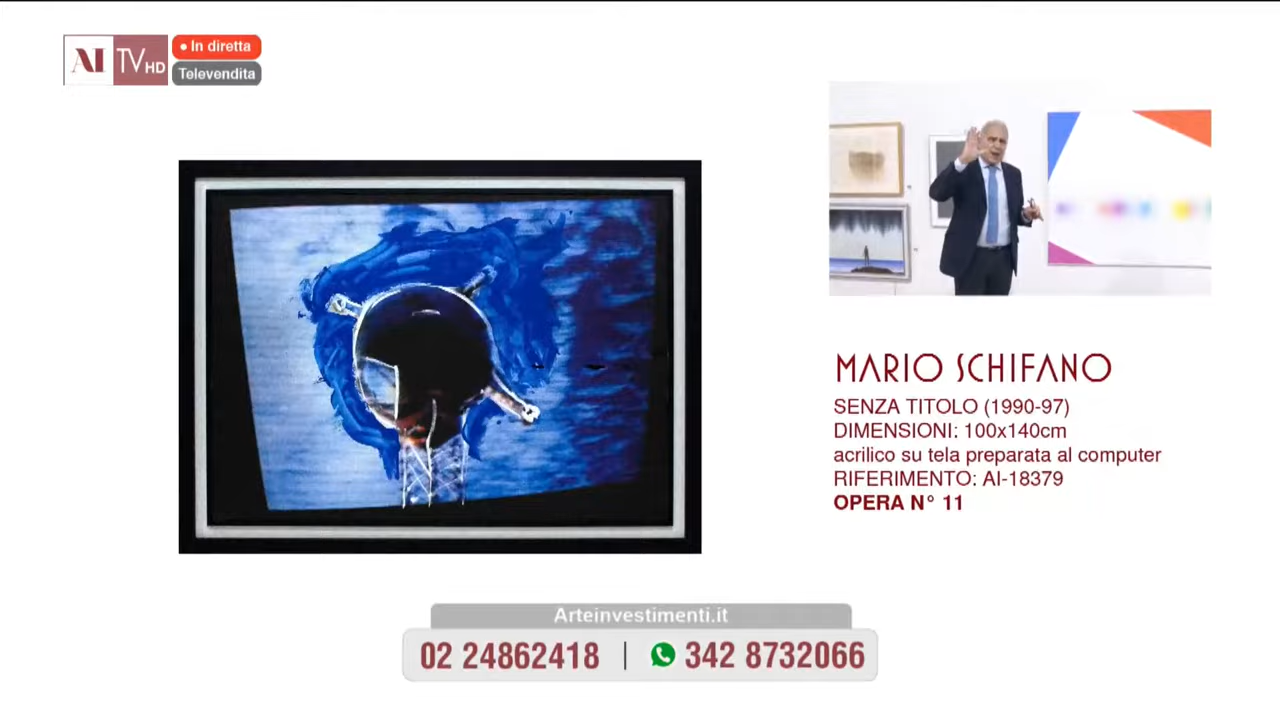 AI TV HD
• In diretta
Televendita
MARIO SCHIFANO
SENZA TITOLO (1990-97)
DIMENSIONI: 100x140cm
acrilico su tela preparata al computer
RIFERIMENTO: AI-18379
OPERA N° 11
Arteinvestimenti.it
02 24862418 | 342 8732066